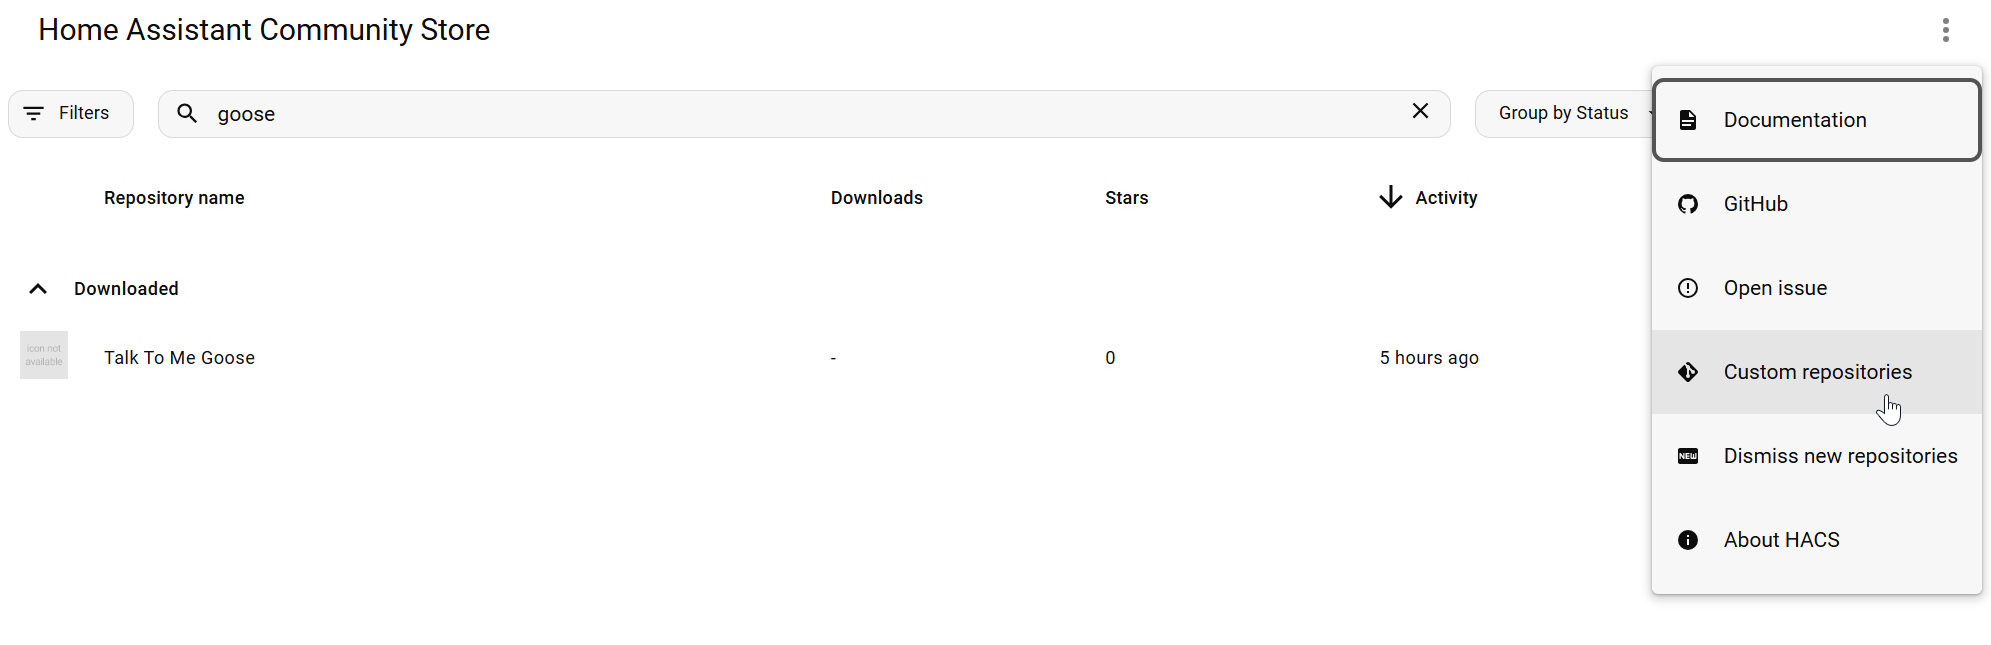 Home Assistant Community Store
Filters
goose
Group by Status
Repository name
Downloads
Stars
Activity
Downloaded
icon not
available
Talk To Me Goose
-
0
5 hours ago
Documentation
GitHub
Open issue
Custom repositories
NEW
Dismiss new repositories
About HACS